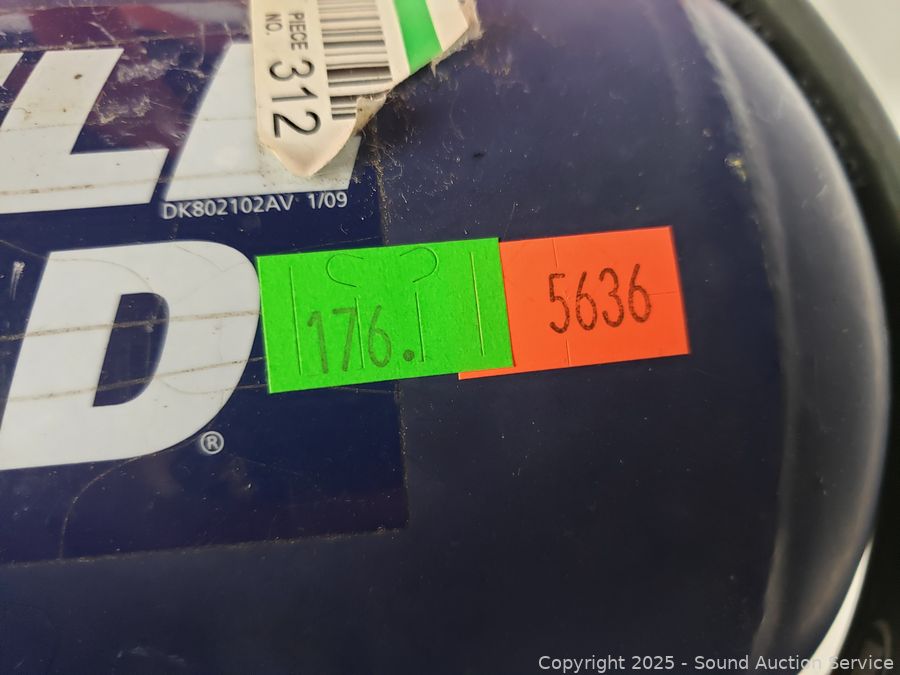 PIECE
NO. 312
DK802102AV 1/09
D®
176.
5636
Copyright © 2025 - Sound Auction Service